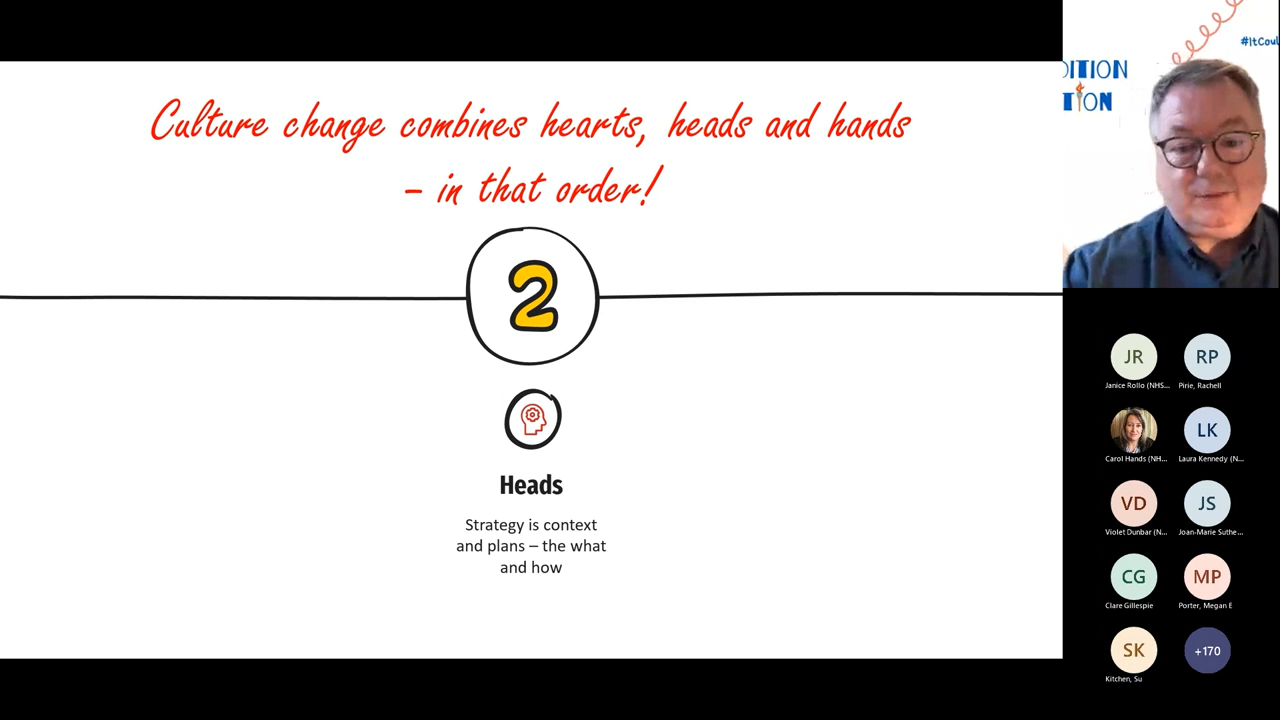 Culture change combines hearts, heads and hands
– in that order!
2
Heads
Strategy is context
and plans – the what
and how
#ItCoul
DITION
TION
JR
RP
Janice Rollo (NHS...
Pirie, Rachell
LK
Carol Hands (NH...
Laura Kennedy (N...
VD
JS
Violet Dunbar (N...
Joan-Marie Suthe...
CG
MP
Clare Gillespie
Porter, Megan E
SK
+170
Kitchen, Su